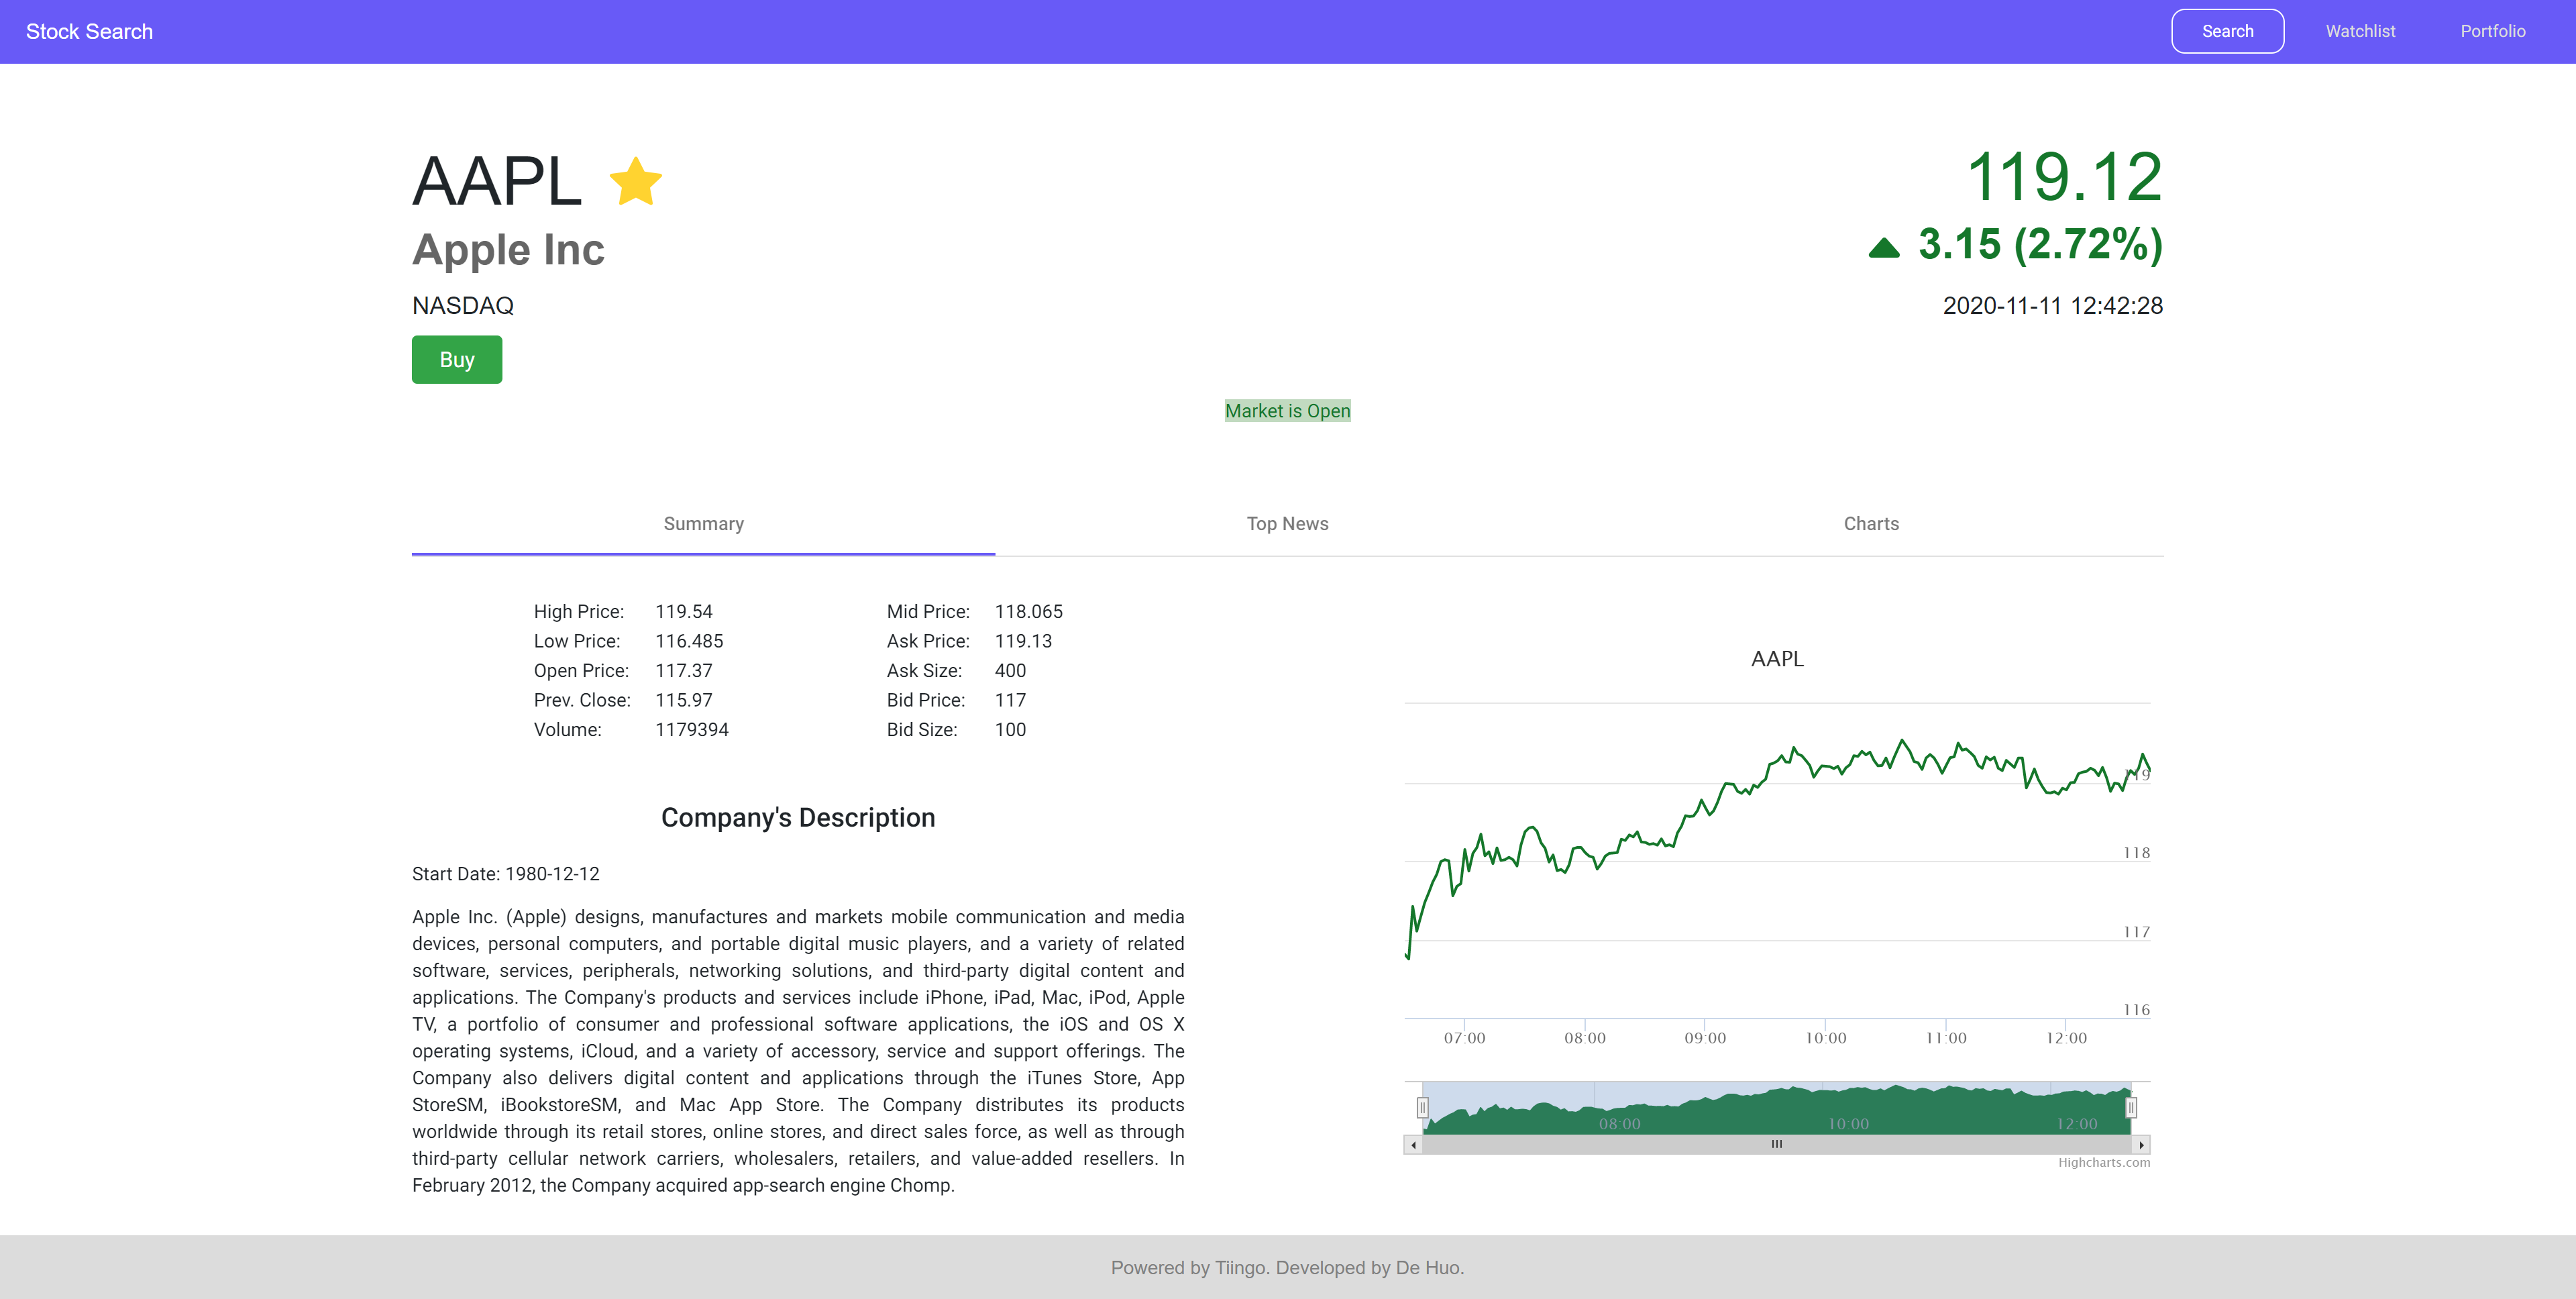 Stock Search
Search
Watchlist
Portfolio
AAPL
Apple Inc
NASDAQ
Buy
119.12
3.15 (2.72%)
2020-11-11 12:42:28
Market is Open
Summary
Top News
Charts
High Price: 119.54
Low Price: 116.485
Open Price: 117.37
Prev. Close: 115.97
Volume: 1179394
Mid Price: 118.065
Ask Price: 119.13
Ask Size: 400
Bid Price: 117
Bid Size: 100
Company's Description
Start Date: 1980-12-12
Apple Inc. (Apple) designs, manufactures and markets mobile communication and media
devices, personal computers, and portable digital music players, and a variety of related
software, services, peripherals, networking solutions, and third-party digital content and
applications. The Company's products and services include iPhone, iPad, Mac, iPod, Apple
TV, a portfolio of consumer and professional software applications, the iOS and OS X
operating systems, iCloud, and a variety of accessory, service and support offerings. The
Company also delivers digital content and applications through the iTunes Store, App
StoreSM, iBookstoreSM, and Mac App Store. The Company distributes its products
worldwide through its retail stores, online stores, and direct sales force, as well as through
third-party cellular network carriers, wholesalers, retailers, and value-added resellers. In
February 2012, the Company acquired app-search engine Chomp.
AAPL
119
118
117
116
07:00 08:00 09:00 10:00 11:00 12:00
08:00 10:00 12:00
Highcharts.com
Powered by Tiingo. Developed by De Huo.